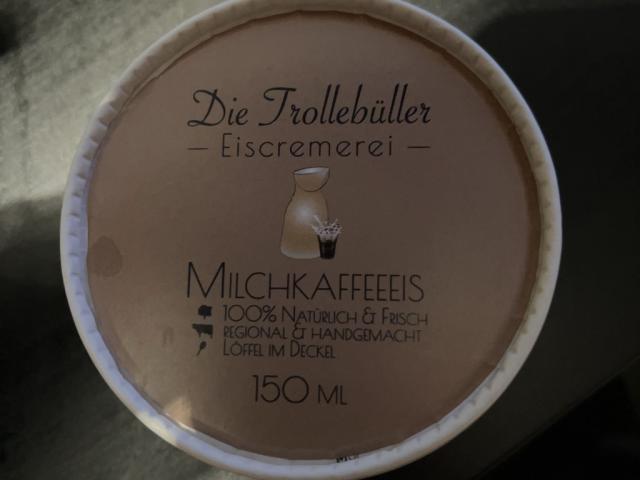 Die Trollebüller
– Eiscremerei –
MILCHKAFFEEEIS
100% NATÜRLICH & FRISCH
REGIONAL & HANDGEMACHT
LÖFFEL IM DECKEL
150 ML